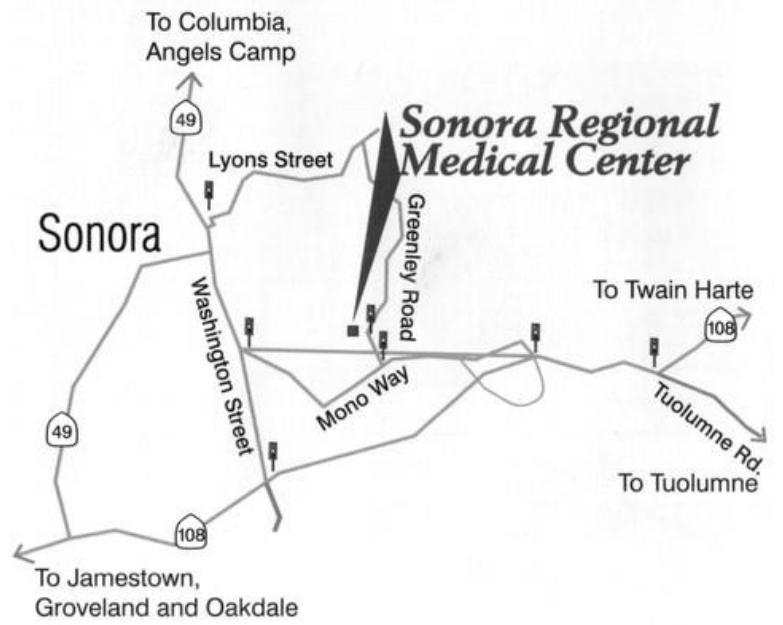 To Columbia,
Angels Camp
49
Sonora Regional
Medical Center
Lyons Street
Greenley Road
Sonora
Washington Street
To Twain Harte
108
Mono Way
Tuolumne Rd.
49
To Tuolumne
108
To Jamestown,
Groveland and Oakdale